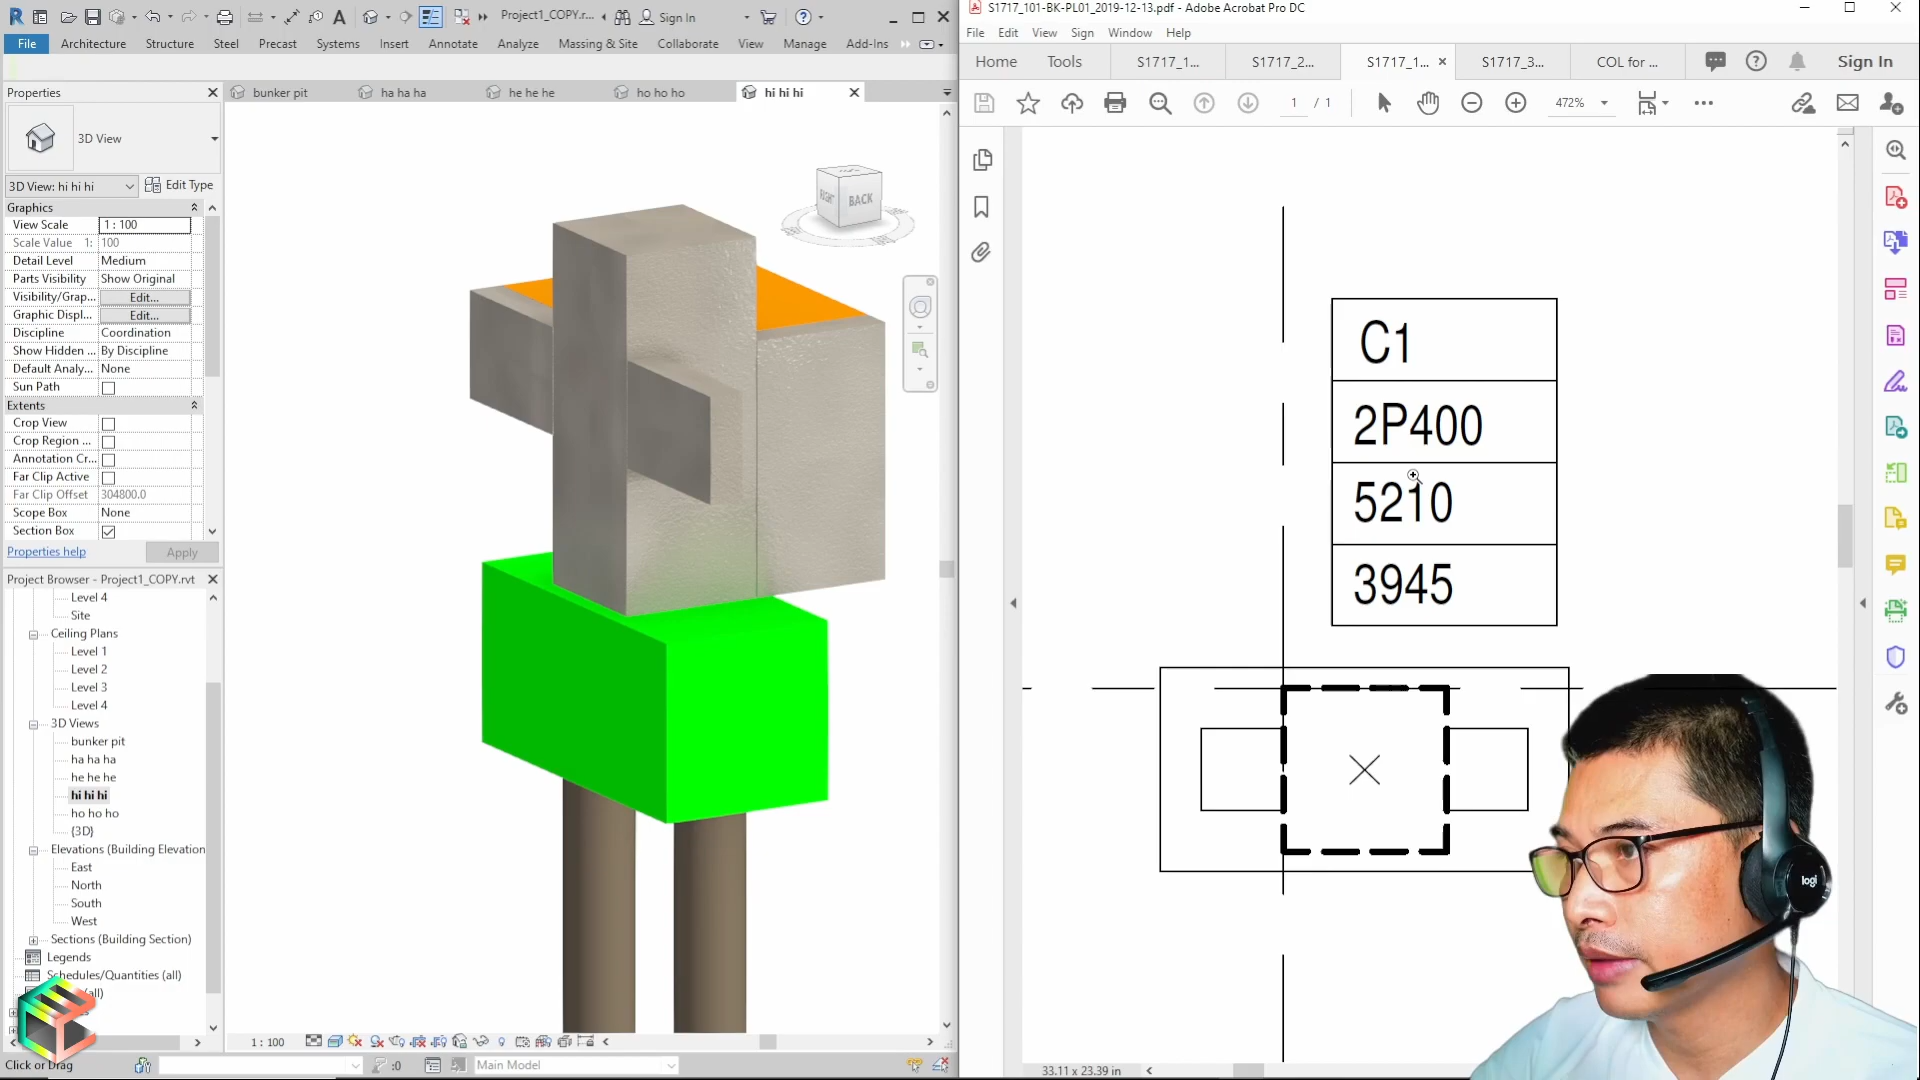 Project1_COPY.r...
Sign In
File
Architecture
Structure
Steel
Precast
Systems
Insert
Annotate
Analyze
Massing & Site
Collaborate
View
Manage
Add-Ins
Properties
bunker pit
ha ha ha
he he he
ho ho ho
hi hi hi
3D View
3D View: hi hi hi
Edit Type
Graphics
View Scale
1 : 100
Scale Value 1:
100
Detail Level
Medium
Parts Visibility
Show Original
Visibility/Grap...
Edit...
Graphic Displ...
Edit...
Discipline
Coordination
Show Hidden ...
By Discipline
Default Analy...
None
Sun Path
Extents
Crop View
Crop Region ...
Annotation Cr...
Far Clip Active
Far Clip Offset
304800.0
Scope Box
None
Section Box
Properties help
Apply
Project Browser - Project1_COPY.rvt
Level 4
Site
Ceiling Plans
Level 1
Level 2
Level 3
Level 4
3D Views
bunker pit
ha ha ha
he he he
hi hi hi
ho ho ho
{3D}
Elevations (Building Elevation
East
North
South
West
Sections (Building Section)
Legends
Schedules/Quantities (all)
(all)
RIGHT
BACK
1 : 100
Click or Drag
:0
Main Model
S1717_101-BK-PL01_2019-12-13.pdf - Adobe Acrobat Pro DC
File Edit View Sign Window Help
Home
Tools
S1717_1...
S1717_2...
S1717_1...
S1717_3...
COL for ...
Sign In
1 / 1
472%
C1
2P400
5210
3945
33.11 x 23.39 in
logi